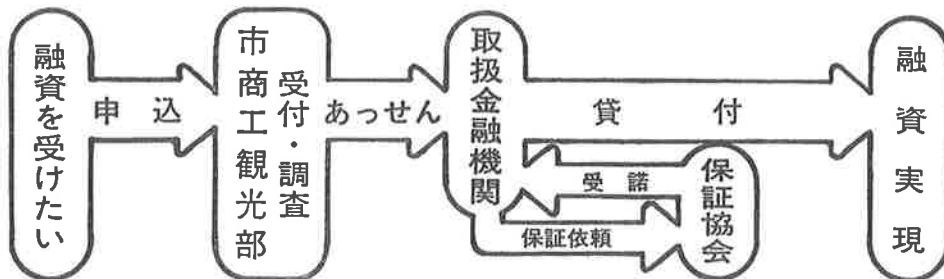 融資を受けたい
申込
市商工観光部
受付・調査
あっせん
取扱金融機関
貸付
受諾
保証依頼
保証協会
融資実現